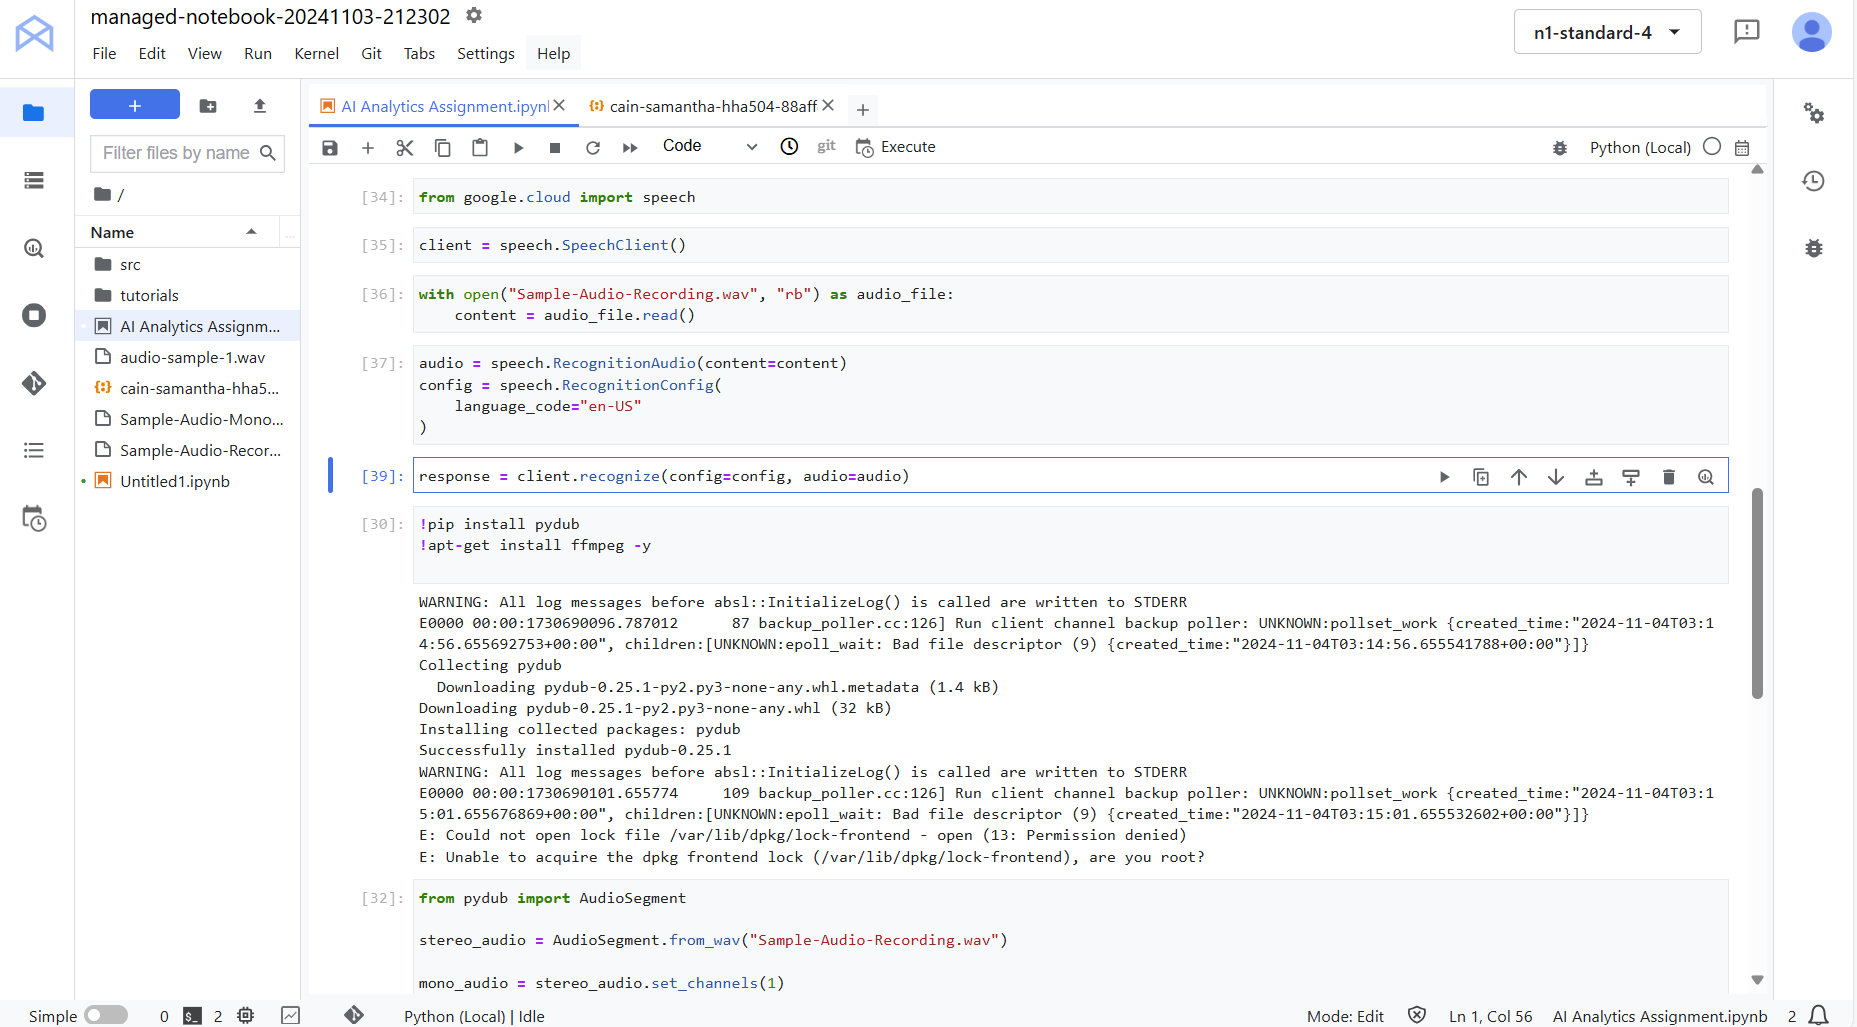 managed-notebook-20241103-212302
File Edit View Run Kernel Git Tabs Settings Help
n1-standard-4
Filter files by name
/
Name
src
tutorials
AI Analytics Assignm...
audio-sample-1.wav
cain-samantha-hha5...
Sample-Audio-Mono...
Sample-Audio-Recor...
Untitled1.ipynb
AI Analytics Assignment.ipynl
cain-samantha-hha504-88aff
Code
git
Execute
Python (Local)
[34]: from google.cloud import speech
[35]: client = speech.SpeechClient()
[36]: with open("Sample-Audio-Recording.wav", "rb") as audio_file:
content = audio_file.read()
[37]: audio = speech.RecognitionAudio(content=content)
config = speech.RecognitionConfig(
language_code="en-US"
)
[39]: response = client.recognize(config=config, audio=audio)
[30]: !pip install pydub
!apt-get install ffmpeg -y
WARNING: All log messages before absl::InitializeLog() is called are written to STDERR
E0000 00:00:1730690096.787012      87 backup_poller.cc:126] Run client channel backup poller: UNKNOWN:pollset_work {created_time:"2024-11-04T03:1
4:56.655692753+00:00", children:[UNKNOWN:epoll_wait: Bad file descriptor (9) {created_time:"2024-11-04T03:14:56.655541788+00:00"}]}
Collecting pydub
Downloading pydub-0.25.1-py2.py3-none-any.whl.metadata (1.4 kB)
Downloading pydub-0.25.1-py2.py3-none-any.whl (32 kB)
Installing collected packages: pydub
Successfully installed pydub-0.25.1
WARNING: All log messages before absl::InitializeLog() is called are written to STDERR
E0000 00:00:1730690101.655774     109 backup_poller.cc:126] Run client channel backup poller: UNKNOWN:pollset_work {created_time:"2024-11-04T03:1
5:01.655676869+00:00", children:[UNKNOWN:epoll_wait: Bad file descriptor (9) {created_time:"2024-11-04T03:15:01.655532602+00:00"}]}
E: Could not open lock file /var/lib/dpkg/lock-frontend - open (13: Permission denied)
E: Unable to acquire the dpkg frontend lock (/var/lib/dpkg/lock-frontend), are you root?
[32]: from pydub import AudioSegment
stereo_audio = AudioSegment.from_wav("Sample-Audio-Recording.wav")
mono_audio = stereo_audio.set_channels(1)
Simple 0 $_ 2 Python (Local) | Idle Mode: Edit Ln 1, Col 56 AI Analytics Assignment.ipynb 2